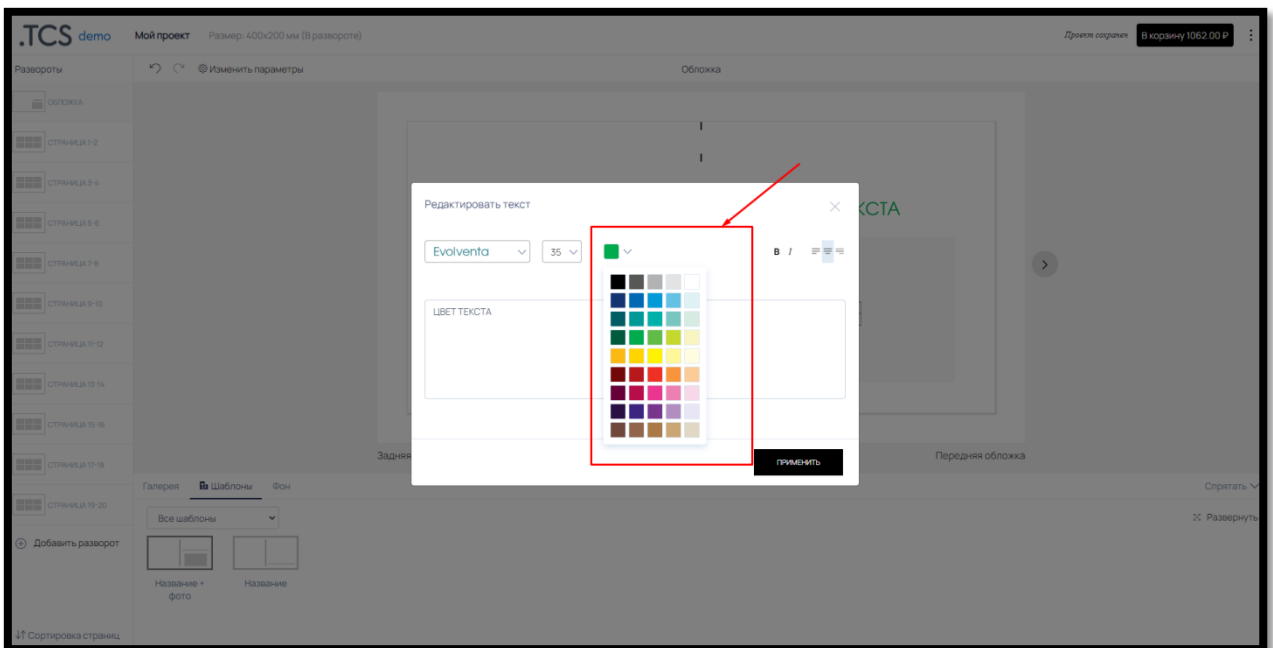 .TCS demo
Мой проект
Размер: 400x200 мм (В развороте)
Проект сохранен
В корзину 1062.00 ₽
Развороты
Изменить параметры
Обложка
ОБЛОЖКА
СТРАНИЦА 1-2
СТРАНИЦА 3-4
СТРАНИЦА 5-6
СТРАНИЦА 7-8
СТРАНИЦА 9-10
СТРАНИЦА 11-12
СТРАНИЦА 13-14
СТРАНИЦА 15-16
СТРАНИЦА 17-18
СТРАНИЦА 19-20
Добавить разворот
Сортировка страниц
КСТА
Редактировать текст
Evolventa
35
B I
ЦВЕТ ТЕКСТА
ПРИМЕНИТЬ
Задняя
Передняя обложка
Галерея
Шаблоны
Фон
Спрятать
Все шаблоны
Развернуть
Название +
фото
Название